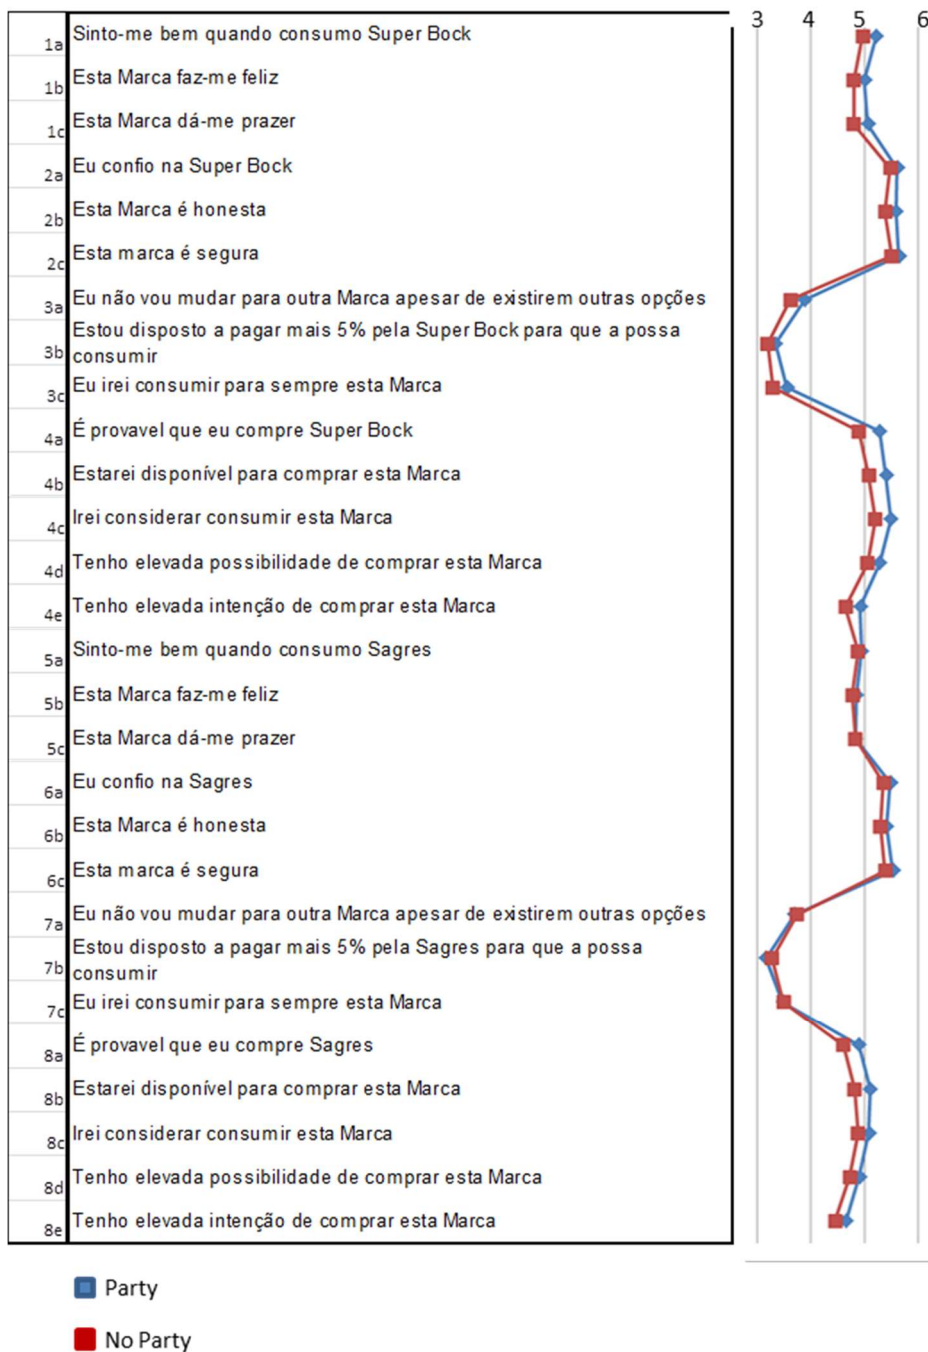 3 4 5 6
1a Sinto-me bem quando consumo Super Bock
1b Esta Marca faz-me feliz
1c Esta Marca dá-me prazer
2a Eu confio na Super Bock
2b Esta Marca é honesta
2c Esta marca é segura
3a Eu não vou mudar para outra Marca apesar de existirem outras opções
3b Estou disposto a pagar mais 5% pela Super Bock para que a possa
consumir
3c Eu irei consumir para sempre esta Marca
4a É provavel que eu compre Super Bock
4b Estarei disponível para comprar esta Marca
4c Irei considerar consumir esta Marca
4d Tenho elevada possibilidade de comprar esta Marca
4e Tenho elevada intenção de comprar esta Marca
5a Sinto-me bem quando consumo Sagres
5b Esta Marca faz-me feliz
5c Esta Marca dá-me prazer
6a Eu confio na Sagres
6b Esta Marca é honesta
6c Esta marca é segura
7a Eu não vou mudar para outra Marca apesar de existirem outras opções
7b Estou disposto a pagar mais 5% pela Sagres para que a possa
consumir
7c Eu irei consumir para sempre esta Marca
8a É provavel que eu compre Sagres
8b Estarei disponível para comprar esta Marca
8c Irei considerar consumir esta Marca
8d Tenho elevada possibilidade de comprar esta Marca
8e Tenho elevada intenção de comprar esta Marca
Party
No Party